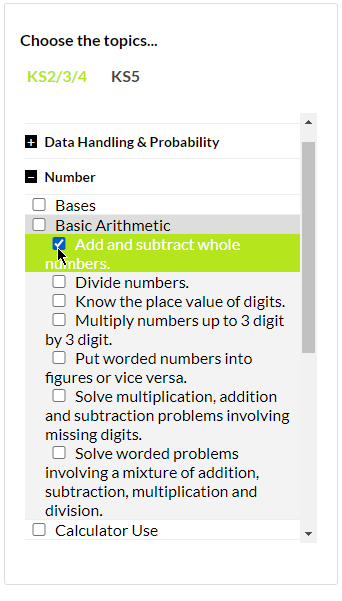 Choose the topics...
KS2/3/4 KS5
Data Handling & Probability
Number
Bases
Basic Arithmetic
Add and subtract whole
numbers.
Divide numbers.
Know the place value of digits.
Multiply numbers up to 3 digit
by 3 digit.
Put worded numbers into
figures or vice versa.
Solve multiplication, addition
and subtraction problems involving
missing digits.
Solve worded problems
involving a mixture of addition,
subtraction, multiplication and
division.
Calculator Use